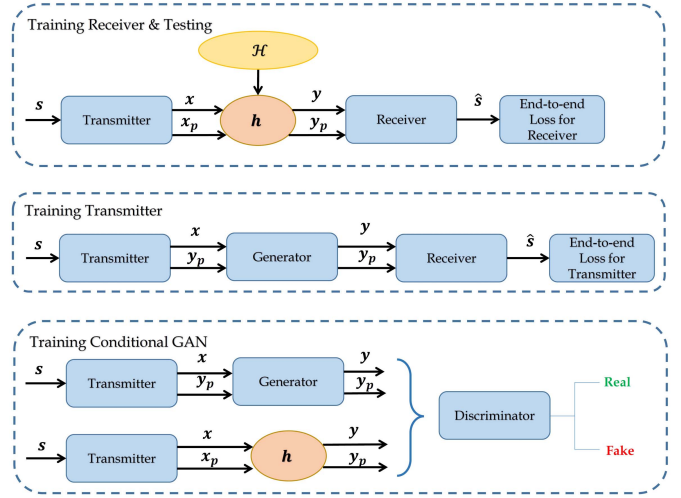 Training Receiver & Testing
ℋ
s
Transmitter
x
x_p
h
y
y_p
Receiver
ŝ
End-to-end
Loss for
Receiver
Training Transmitter
s
Transmitter
x
y_p
Generator
y
y_p
Receiver
ŝ
End-to-end
Loss for
Transmitter
Training Conditional GAN
s
Transmitter
x
y_p
Generator
y
y_p
s
Transmitter
x
x_p
h
y
y_p
Discriminator
Real
Fake